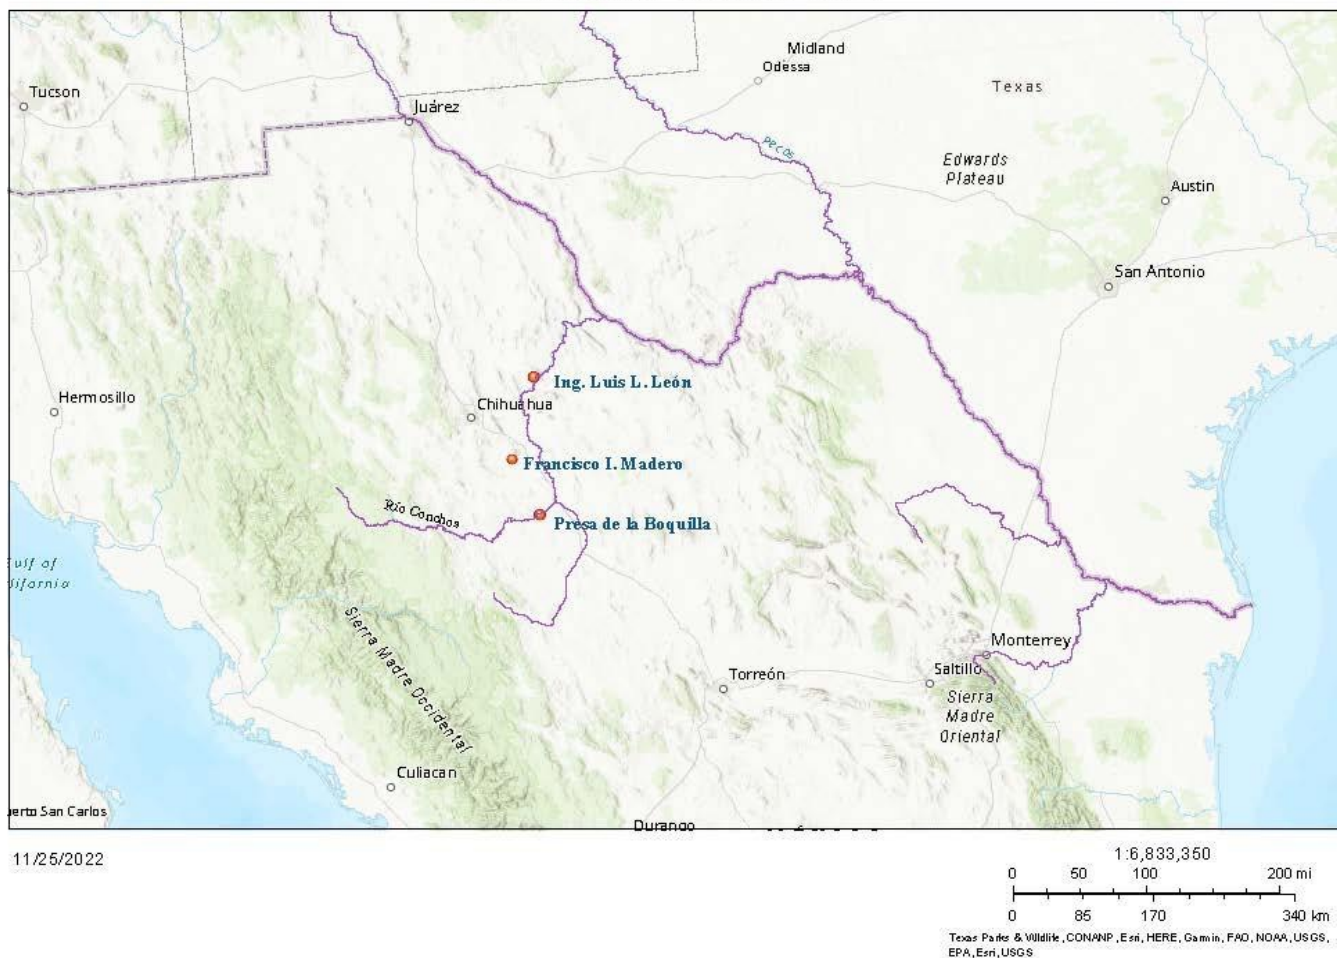 Midland
Odessa
Tucson
Texas
Juárez
Pecos
Edwards
Plateau
Austin
San Antonio
Ing. Luis L. León
Hermosillo
Chihuahua
Francisco I. Madero
Río Conchos
Presa de la Boquilla
Gulf of
lifornia
Sierra Madre Occidental
Monterrey
Saltillo
Torreón
Sierra
Madre
Oriental
Culiacan
uerto San Carlos
Durango
11/25/2022
1:6,833,350
0 50 100 200 mi
0 85 170 340 km
Texas Parks & Wildlife, CONANP, Esri, HERE, Garmin, FAO, NOAA, USGS,
EPA, Esri, USGS